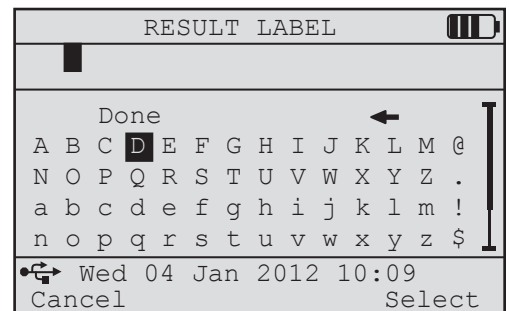 RESULT LABEL
Done
A B C D E F G H I J K L M @
N O P Q R S T U V W X Y Z .
a b c d e f g h i j k l m !
n o p q r s t u v w x y z $
Wed 04 Jan 2012 10:09
Cancel Select